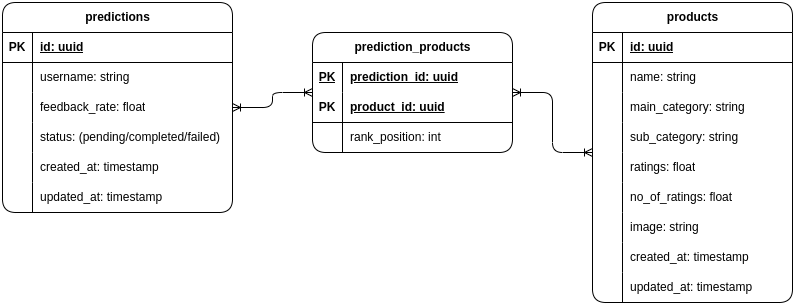 predictions
PK id: uuid
username: string
feedback_rate: float
status: (pending/completed/failed)
created_at: timestamp
updated_at: timestamp
prediction_products
PK prediction_id: uuid
PK product_id: uuid
rank_position: int
products
PK id: uuid
name: string
main_category: string
sub_category: string
ratings: float
no_of_ratings: float
image: string
created_at: timestamp
updated_at: timestamp